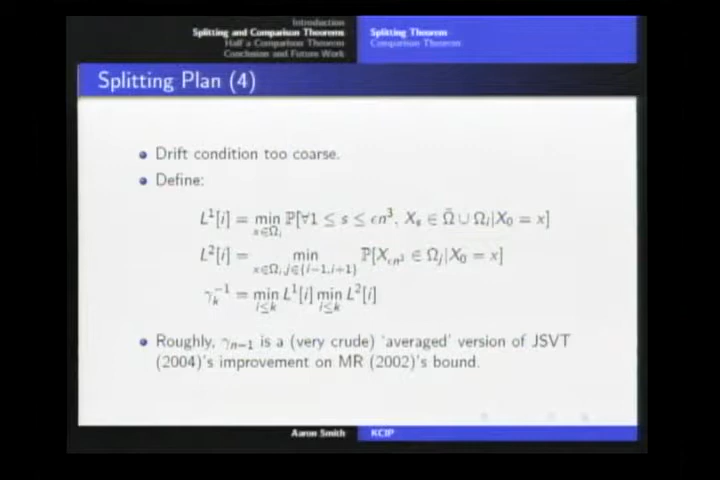 Introduction
Splitting and Comparison Theorems
Half a Comparison Theorem
Conclusion and Future Work
Splitting Theorem
Comparison Theorem
Splitting Plan (4)
• Drift condition too coarse.
• Define:
L¹[i] = min_{x∈Ω_i} ℙ[∀1 ≤ s ≤ εn³, X_s ∈ Ω̄ ∪ Ω_i|X_0 = x]
L²[i] = min_{x∈Ω_i, j∈{i−1,i+1}} ℙ[X_{εn³} ∈ Ω_j|X_0 = x]
γ_k^{−1} = min_{i≤k} L¹[i] min_{i≤k} L²[i]
• Roughly, γ_{n−1} is a (very crude) 'averaged' version of JSVT
(2004)'s improvement on MR (2002)'s bound.
Aaron Smith
KCIP